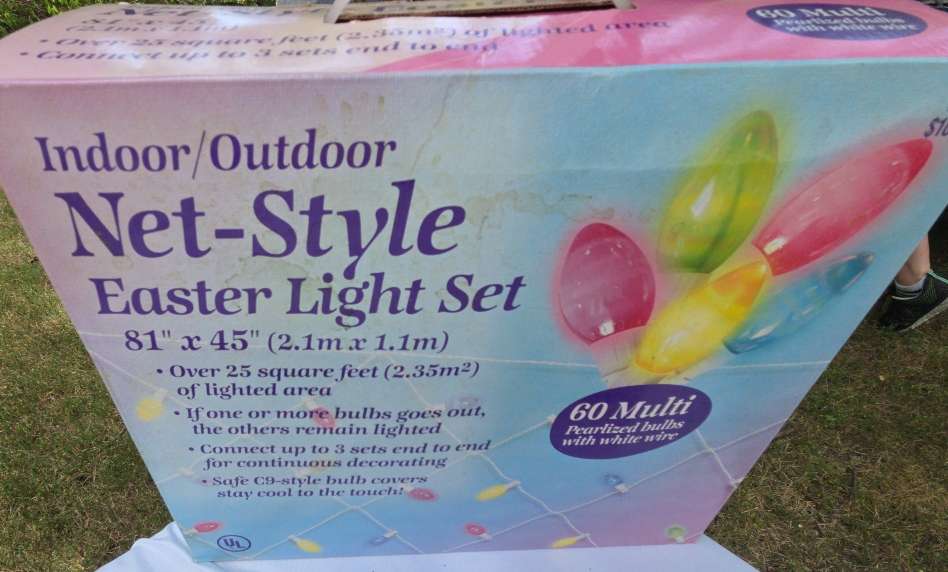 • Over 25 square feet (2.35m²) of lighted area
• Connect up to 3 sets end to end
60 Multi
Pearlized bulbs
with white wire
Indoor/Outdoor
Net-Style
Easter Light Set
81" x 45" (2.1m x 1.1m)
• Over 25 square feet (2.35m²)
of lighted area
• If one or more bulbs goes out,
the others remain lighted
• Connect up to 3 sets end to end
for continuous decorating
• Safe C9-style bulb covers
stay cool to the touch!
60 Multi
Pearlized bulbs
with white wire
UL